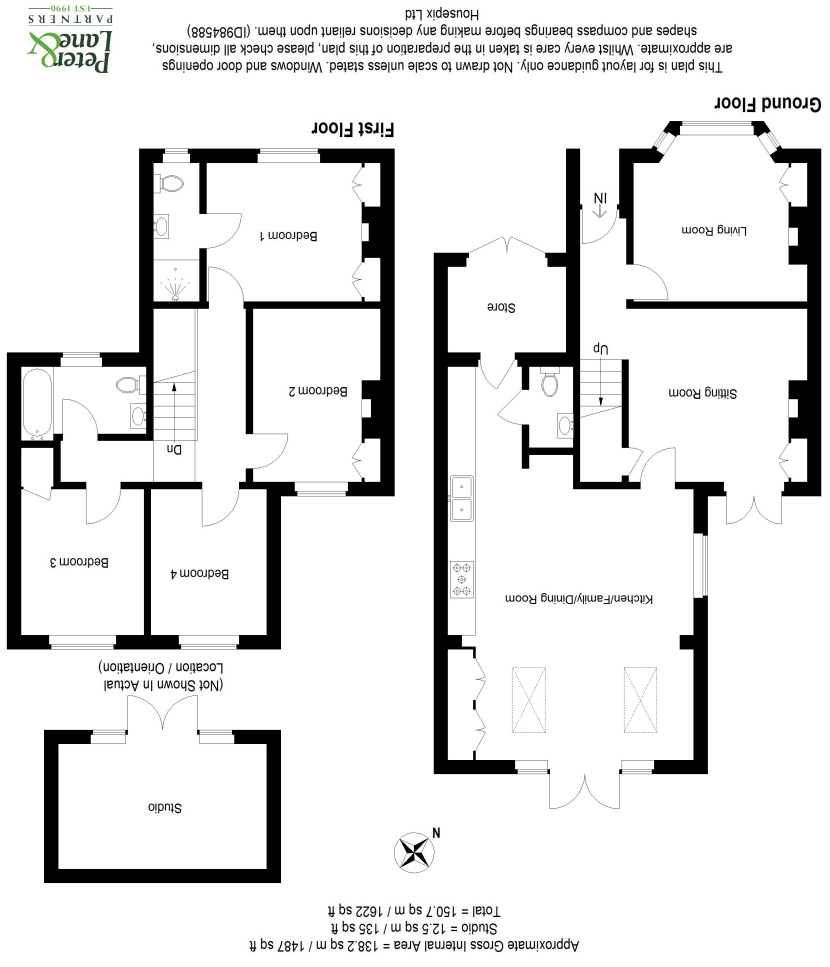 Approximate Gross Internal Area = 138.2 sq m / 1487 sq ft
Studio = 12.5 sq m / 135 sq ft
Total = 150.7 sq m / 1622 sq ft
N
Studio
(Not Shown In Actual
Location / Orientation)
Kitchen/Family/Dining Room
Bedroom 4
Bedroom 3
Dn
Sitting Room
Up
Bedroom 2
Store
Living Room
IN
Bedroom 1
Ground Floor
First Floor
This plan is for layout guidance only. Not drawn to scale unless stated. Windows and door openings
are approximate. Whilst every care is taken in the preparation of this plan, please check all dimensions,
shapes and compass bearings before making any decisions reliant upon them. (ID984588)
Housepix Ltd
Peter
& Lane
PARTNERS
EST 1990